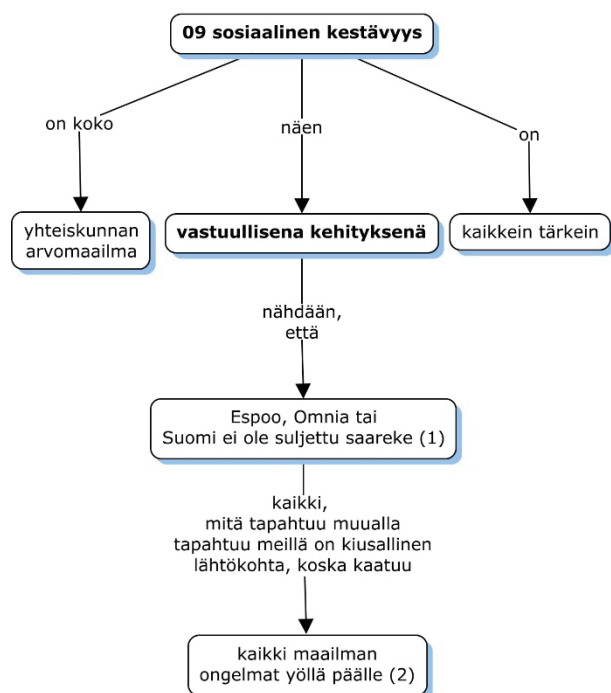 09 sosiaalinen kestävyys
on koko
näen
on
yhteiskunnan
arvomaailma
vastuullisena kehityksenä
kaikkein tärkein
nähdään,
että
Espoo, Omnia tai
Suomi ei ole suljettu saareke (1)
kaikki,
mitä tapahtuu muualla
tapahtuu meillä on kiusallinen
lähtökohta, koska kaatuu
kaikki maailman
ongelmat yöllä päälle (2)